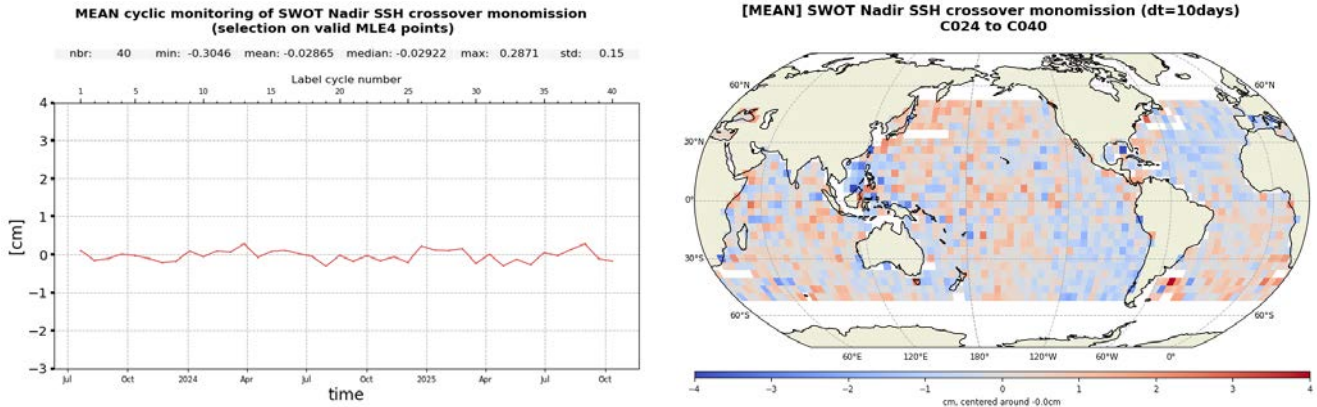 MEAN cyclic monitoring of SWOT Nadir SSH crossover monomission
(selection on valid MLE4 points)
nbr: 40 min: -0.3046 mean: -0.02865 median: -0.02922 max: 0.2871 std: 0.15
Label cycle number
1 5 10 15 20 25 30 35 40
4
3
2
1
0
−1
−2
−3
[cm]
Jul Oct 2024 Apr Jul Oct 2025 Apr Jul Oct
time
[MEAN] SWOT Nadir SSH crossover monomission (dt=10days)
C024 to C040
60°N 60°N
30°N 30°N
0° 0°
30°S 30°S
60°S 60°S
60°E 120°E 180° 120°W 60°W 0°
−4 −3 −2 −1 0 1 2 3 4
cm, centered around -0.0cm